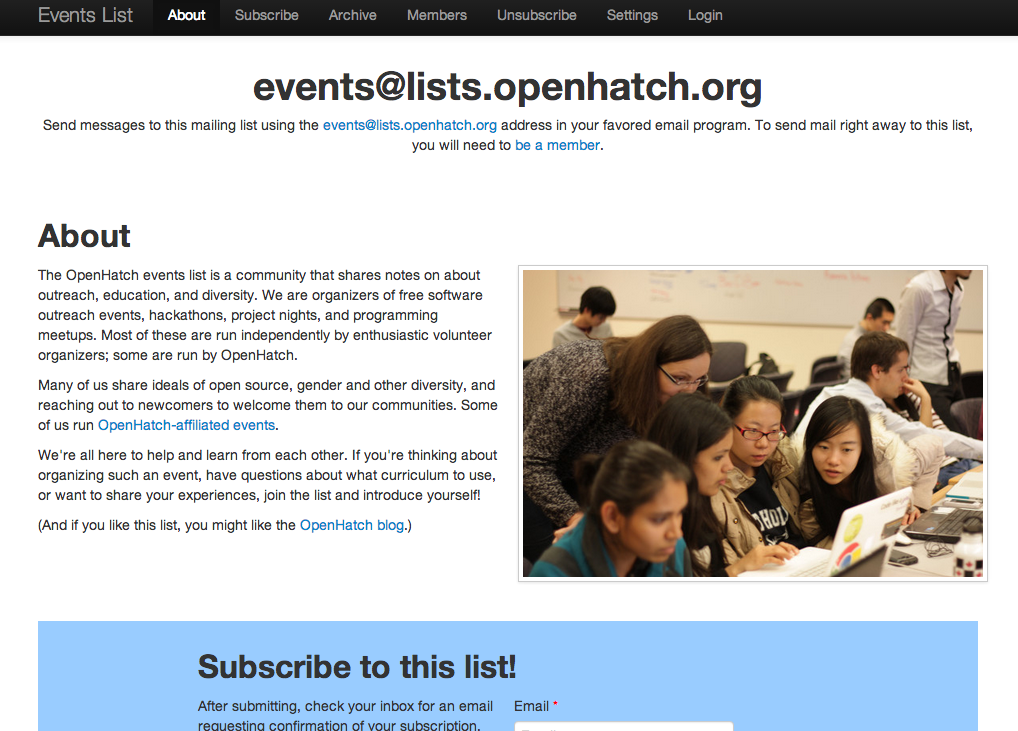 Events List About Subscribe Archive Members Unsubscribe Settings Login
events@lists.openhatch.org
Send messages to this mailing list using the events@lists.openhatch.org address in your favored email program. To send mail right away to this list,
you will need to be a member.
About
The OpenHatch events list is a community that shares notes on about
outreach, education, and diversity. We are organizers of free software
outreach events, hackathons, project nights, and programming
meetups. Most of these are run independently by enthusiastic volunteer
organizers; some are run by OpenHatch.
Many of us share ideals of open source, gender and other diversity, and
reaching out to newcomers to welcome them to our communities. Some
of us run OpenHatch-affiliated events.
We're all here to help and learn from each other. If you're thinking about
organizing such an event, have questions about what curriculum to use,
or want to share your experiences, join the list and introduce yourself!
(And if you like this list, you might like the OpenHatch blog.)
Subscribe to this list!
After submitting, check your inbox for an email
requesting confirmation of your subscription.
Email *